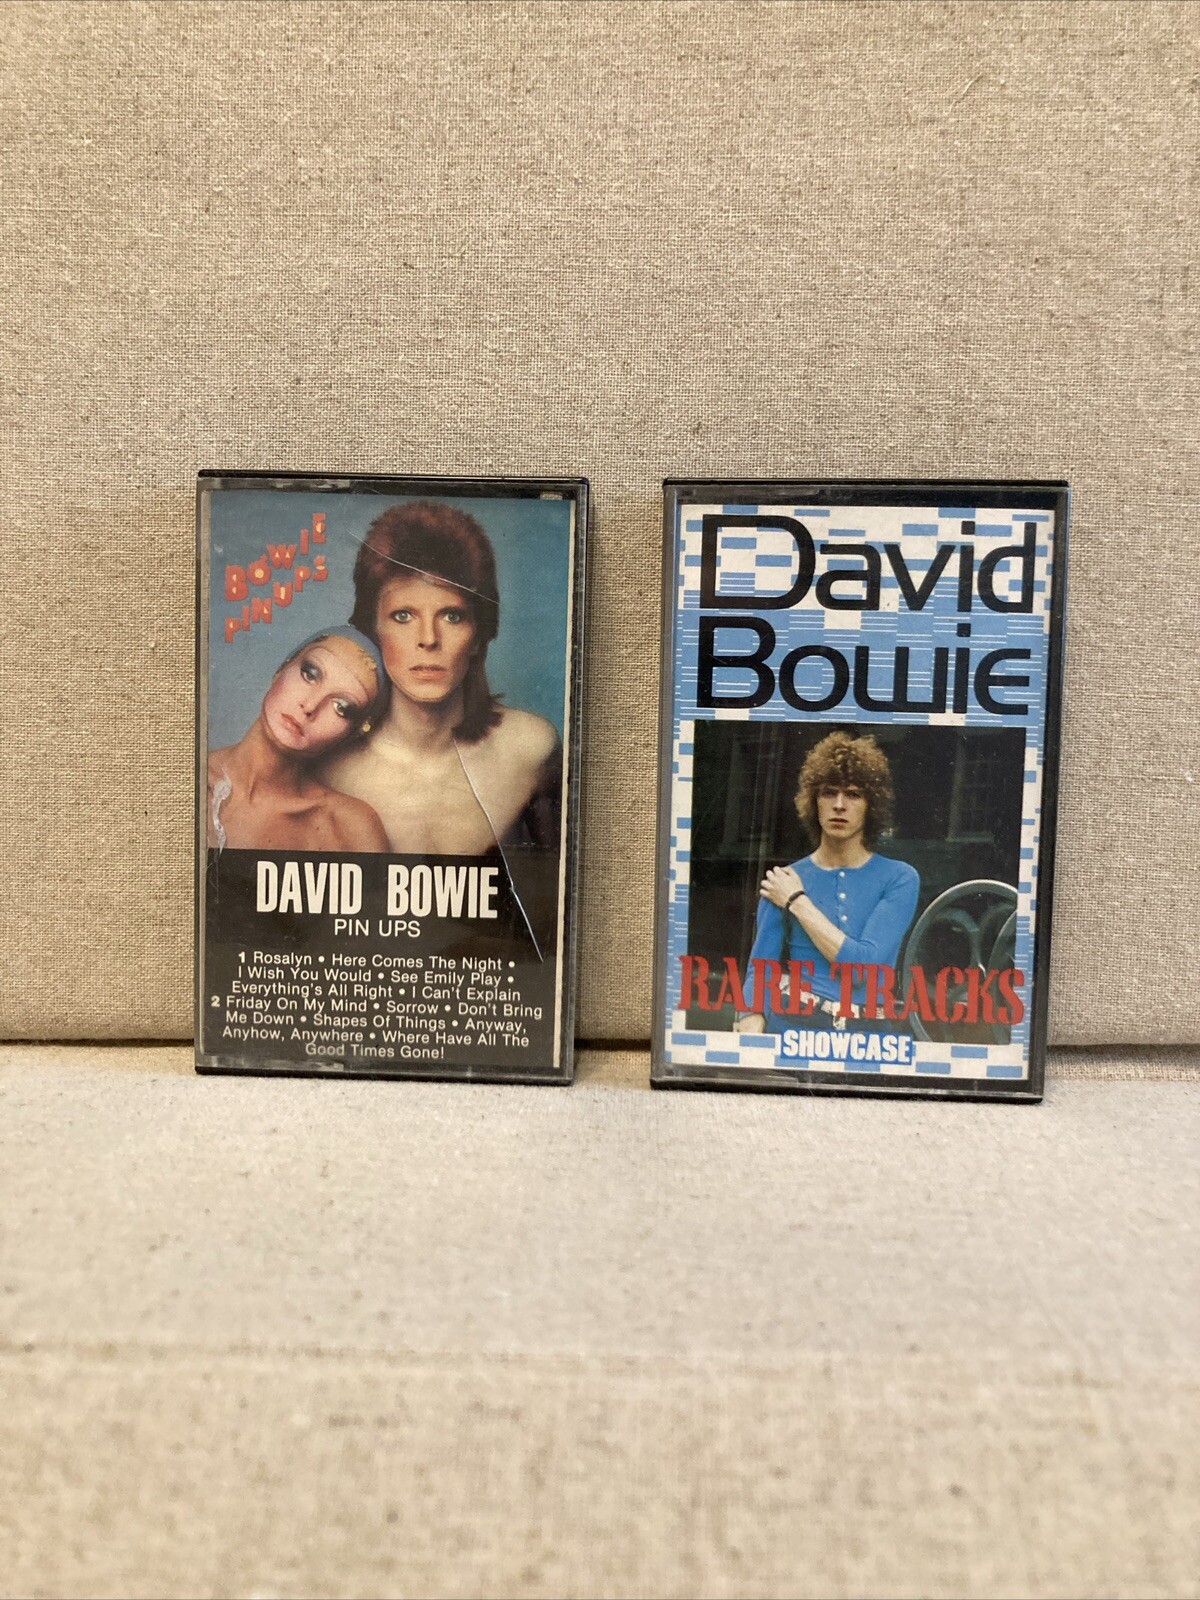 BOWIE
PIN UPS
DAVID BOWIE
PIN UPS
1 Rosalyn • Here Comes The Night •
I Wish You Would • See Emily Play •
Everything's All Right • I Can't Explain
2 Friday On My Mind • Sorrow • Don't Bring
Me Down • Shapes Of Things • Anyway,
Anyhow, Anywhere • Where Have All The
Good Times Gone!
David
Bowie
RARE TRACKS
SHOWCASE